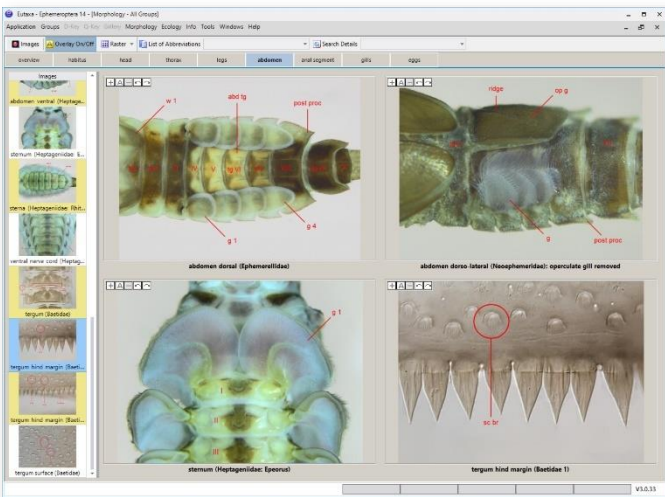 Eutaxa - Ephemeroptera 14 - [Morphology - All Groups]
Application Groups D-Key G-Key Morphology Ecology Info Tools Windows Help
Images Overlay On/Off Raster List of Abbreviations Search Details
overview habitus head thorax legs abdomen anal segment gills eggs
Images
abdomen ventral (Heptage...
sternum (Heptageniidae: E...
sterna (Heptageniidae: Rhit...
ventral nerve cord (Heptag...
tergum (Baetidae)
tergum hind margin (Baeti...
tergum hind margin (Baeti...
tergum surface (Baetidae)
w 1
abd tg
post proc
g 1
g 4
abdomen dorsal (Ephemerellidae)
ridge
op g
g
post proc
abdomen dorso-lateral (Neoephemeridae): operculate gill removed
g 1
I
II
III
sternum (Heptageniidae: Epeorus)
sc br
tergum hind margin (Baetidae 1)
V3.0.33